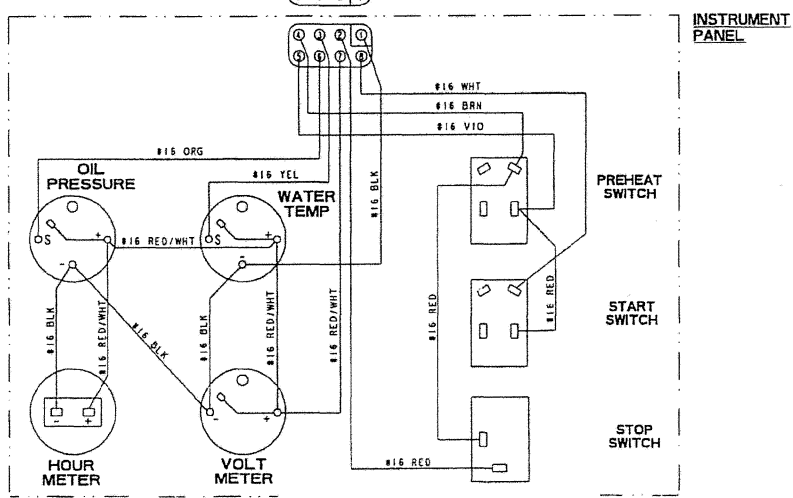 INSTRUMENT
PANEL
4 3 2 1
5 6 7 8
#16 WHT
#16 BRN
#16 VIO
#16 ORG
#16 YEL
OIL
PRESSURE
WATER
TEMP
#16 BLK
PREHEAT
SWITCH
S
+
#16 RED/WHT
S
+
-
-
#16 BLK
#16 RED/WHT
#16 BLK
#16 BLK
#16 RED/WHT
#16 RED/WHT
#16 RED
#16 RED
START
SWITCH
-
+
-
+
STOP
SWITCH
#16 RED
HOUR
METER
VOLT
METER